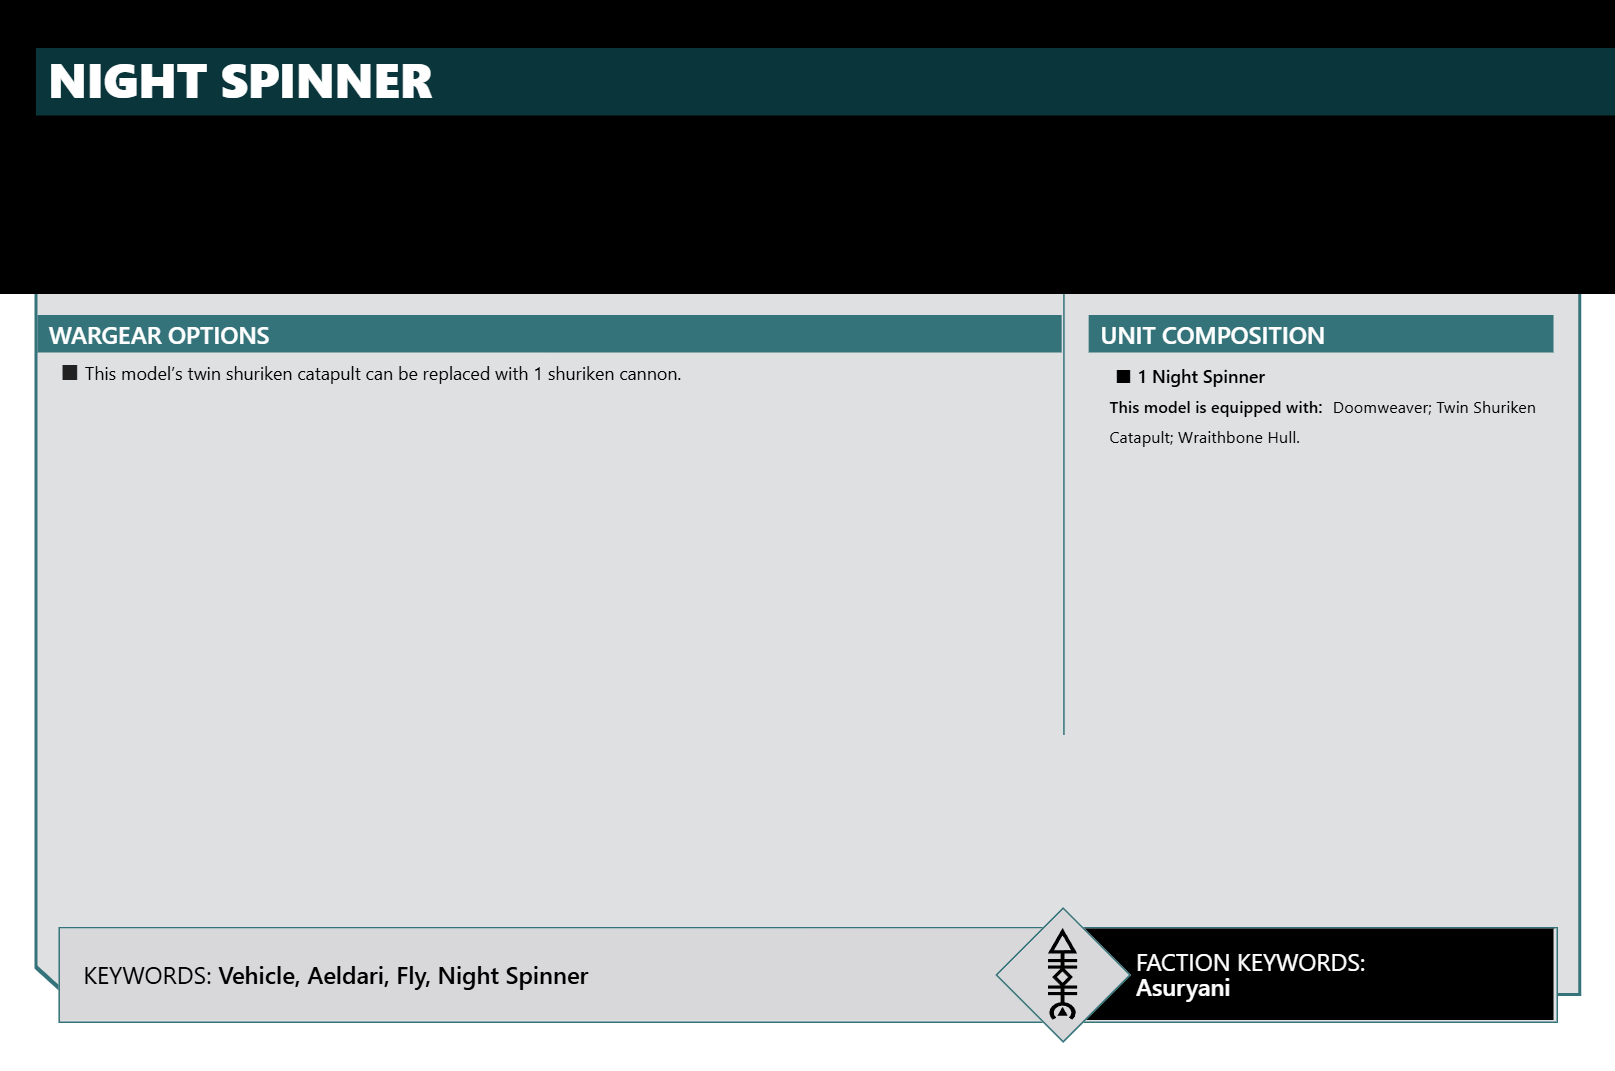 NIGHT SPINNER
WARGEAR OPTIONS
■ This model’s twin shuriken catapult can be replaced with 1 shuriken cannon.
UNIT COMPOSITION
■ 1 Night Spinner
This model is equipped with: Doomweaver; Twin Shuriken
Catapult; Wraithbone Hull.
KEYWORDS: Vehicle, Aeldari, Fly, Night Spinner
FACTION KEYWORDS:
Asuryani